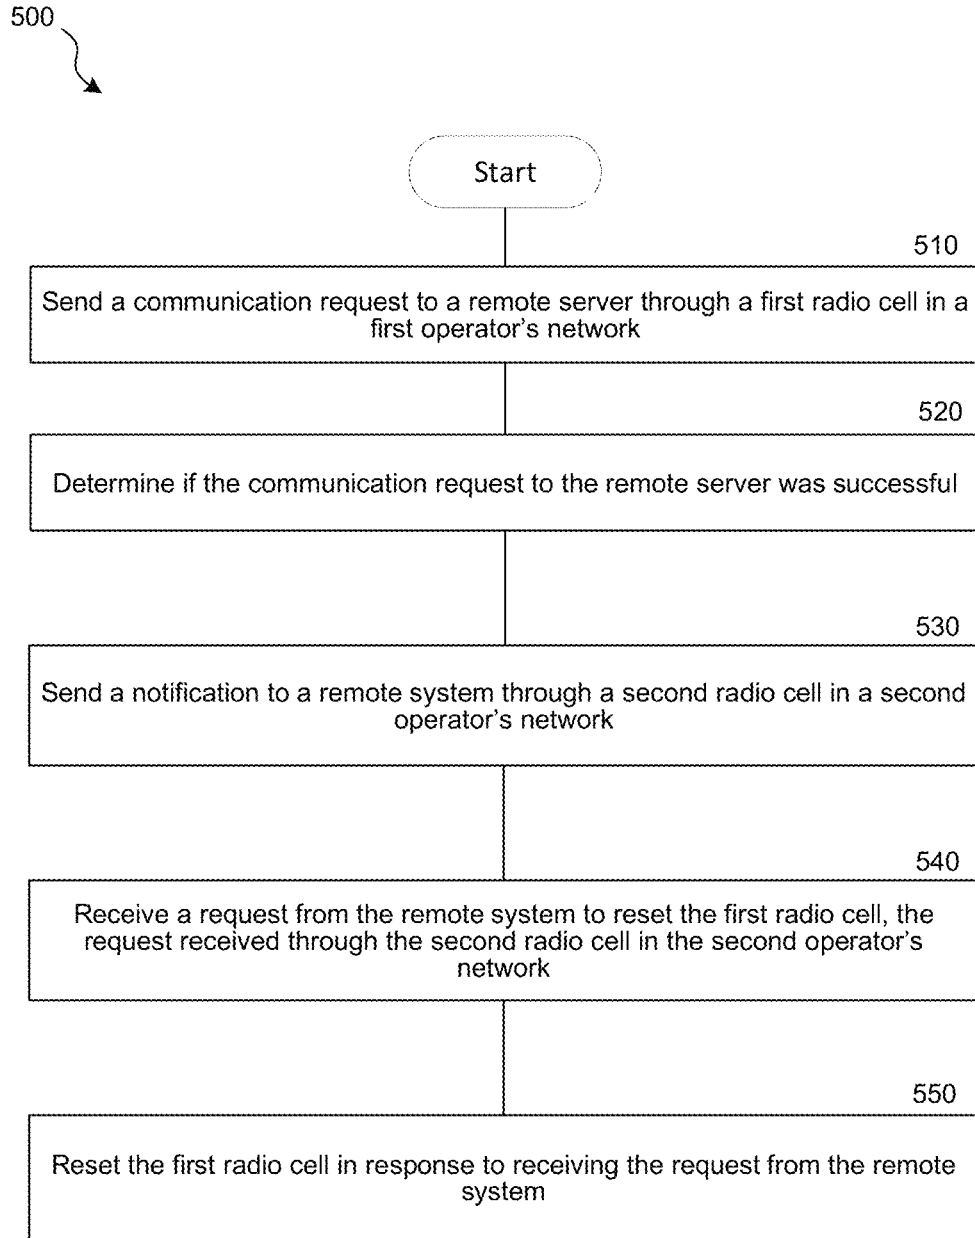 500
Start
510
Send a communication request to a remote server through a first radio cell in a
first operator's network
520
Determine if the communication request to the remote server was successful
530
Send a notification to a remote system through a second radio cell in a second
operator's network
540
Receive a request from the remote system to reset the first radio cell, the
request received through the second radio cell in the second operator's
network
550
Reset the first radio cell in response to receiving the request from the remote
system